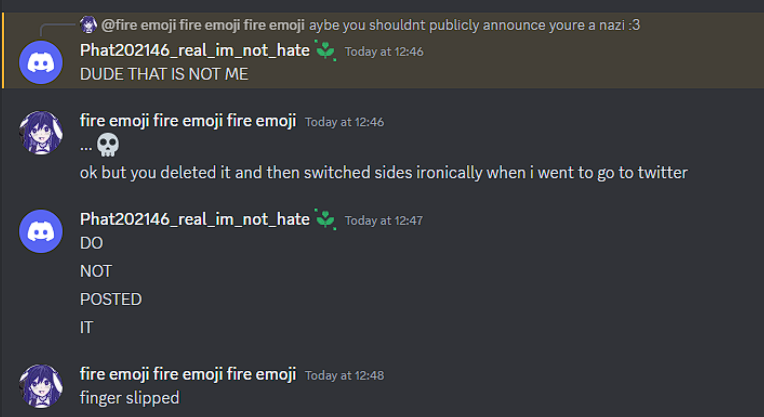 @fire emoji fire emoji fire emoji aybe you shouldnt publicly announce youre a nazi :3
Phat202146_real_im_not_hate Today at 12:46
DUDE THAT IS NOT ME
fire emoji fire emoji fire emoji Today at 12:46
... 💀
ok but you deleted it and then switched sides ironically when i went to go to twitter
Phat202146_real_im_not_hate Today at 12:47
DO
NOT
POSTED
IT
fire emoji fire emoji fire emoji Today at 12:48
finger slipped